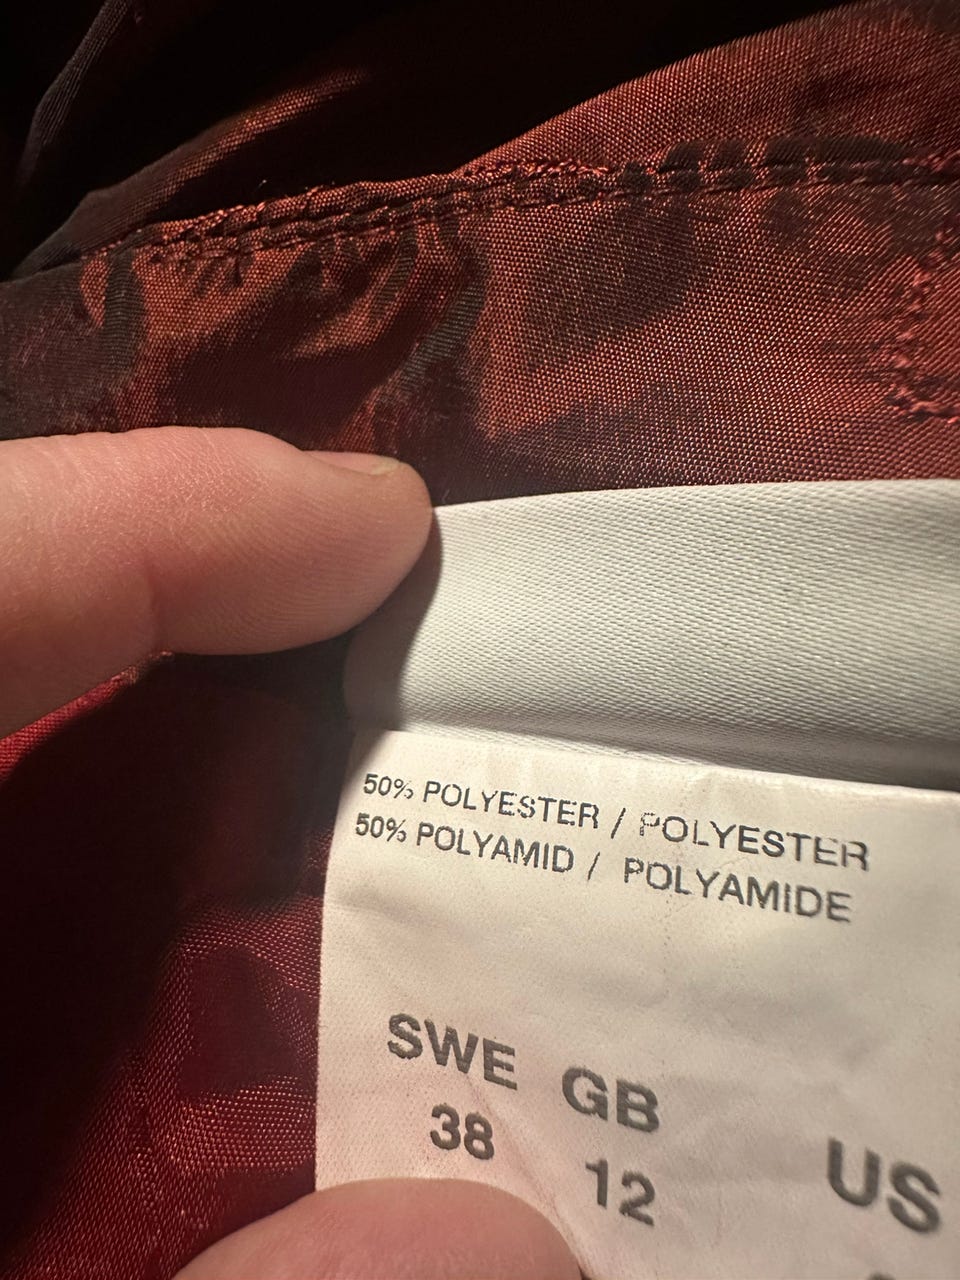 50% POLYESTER / POLYESTER
50% POLYAMID / POLYAMIDE
SWE GB US
38 12